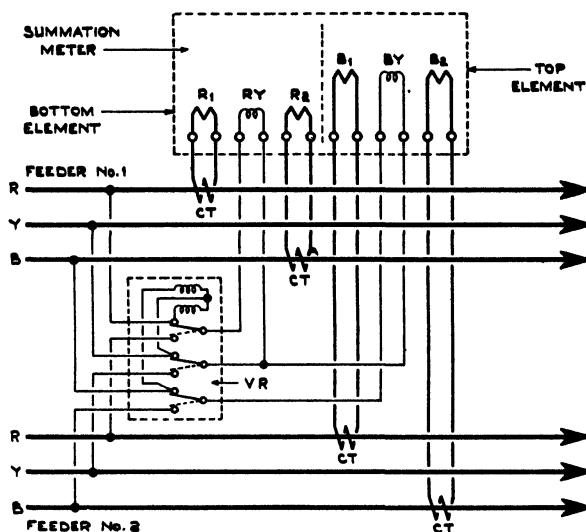 SUMMATION
METER
BOTTOM
ELEMENT
TOP
ELEMENT
R1
RY
R2
B1
BY
B2
FEEDER No.1
R
Y
B
CT
CT
VR
R
Y
B
CT
CT
FEEDER No.2